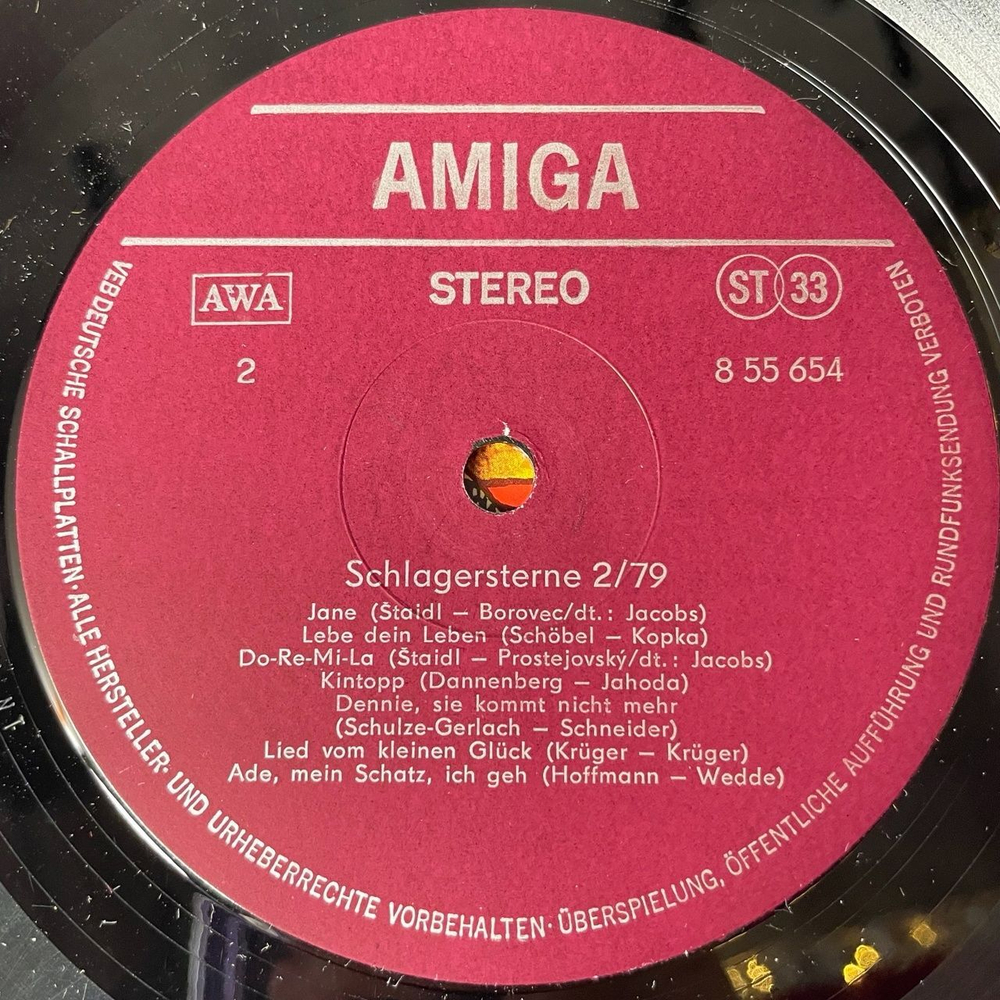 AMIGA
AWA
STEREO
ST 33
2
8 55 654
Schlagersterne 2/79
Jane (Štaidl – Borovec/dt.: Jacobs)
Lebe dein Leben (Schöbel – Kopka)
Do-Re-Mi-La (Štaidl – Prostejovský/dt.: Jacobs)
Kintopp (Dannenberg – Jahoda)
Dennie, sie kommt nicht mehr
(Schulze-Gerlach – Schneider)
Lied vom kleinen Glück (Krüger – Krüger)
Ade, mein Schatz, ich geh (Hoffmann – Wedde)
VEB DEUTSCHE SCHALLPLATTEN · ALLE HERSTELLER- UND URHEBERRECHTE VORBEHALTEN · ÜBERSPIELUNG, ÖFFENTLICHE AUFFÜHRUNG UND RUNDFUNKSENDUNG VERBOTEN